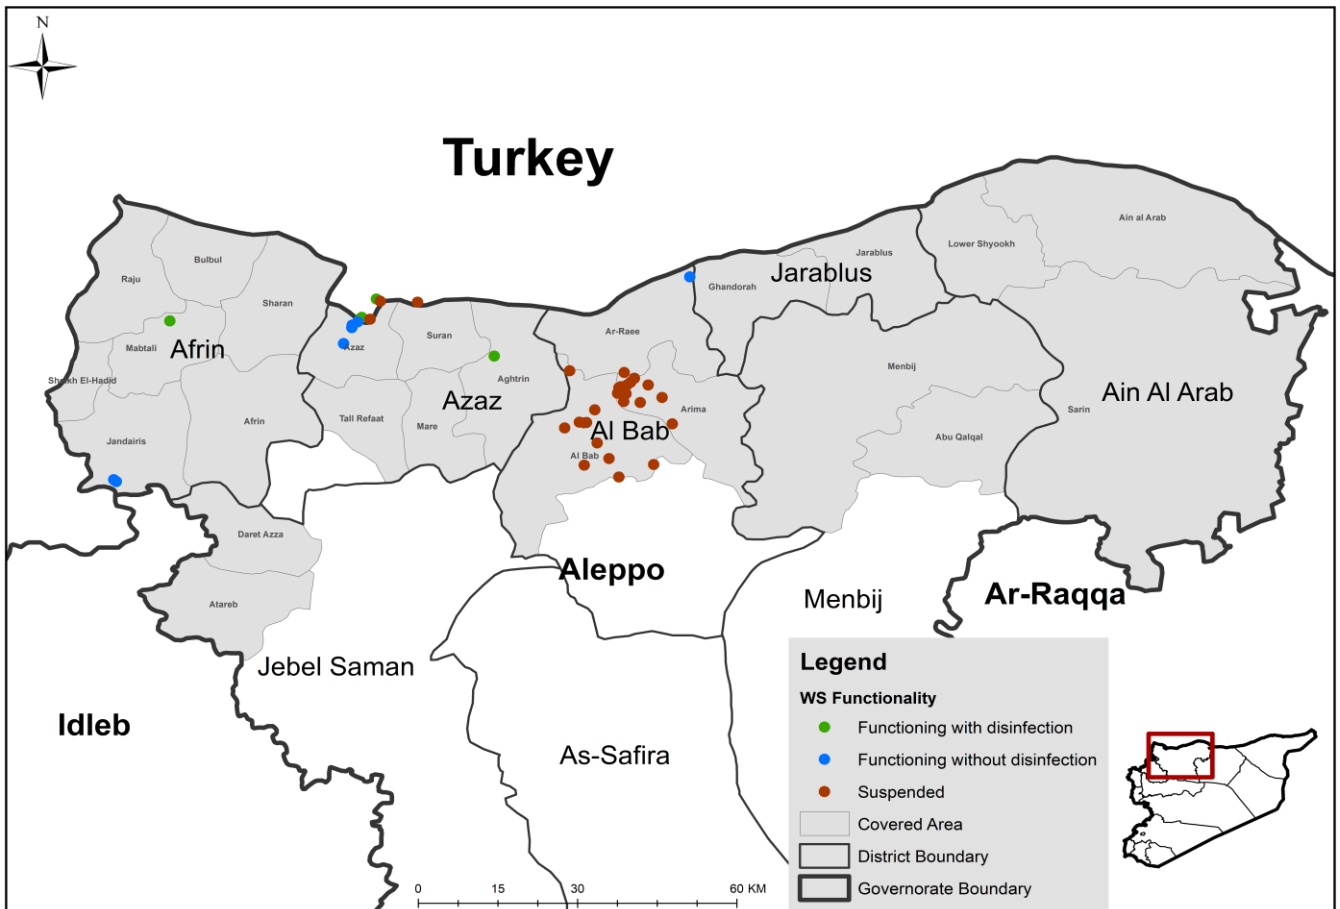 N
Turkey
Ain al Arab
Lower Shyookh
Jarablus
Bulbul
Raju
Jarablus
Ghandorah
Sharan
Ar-Raee
Suran
Azaz
Mabtali
Afrin
Menbij
Aghtrin
Sheikh El-Hadid
Ain Al Arab
Azaz
Arima
Sarin
Tall Refaat
Afrin
Mare
Al Bab
Abu Qalqal
Jandairis
Al Bab
Daret Azza
Aleppo
Ar-Raqqa
Menbij
Atareb
Jebel Saman
Idleb
As-Safira
Legend
WS Functionality
Functioning with disinfection
Functioning without disinfection
Suspended
Covered Area
District Boundary
Governorate Boundary
0 15 30 60 KM